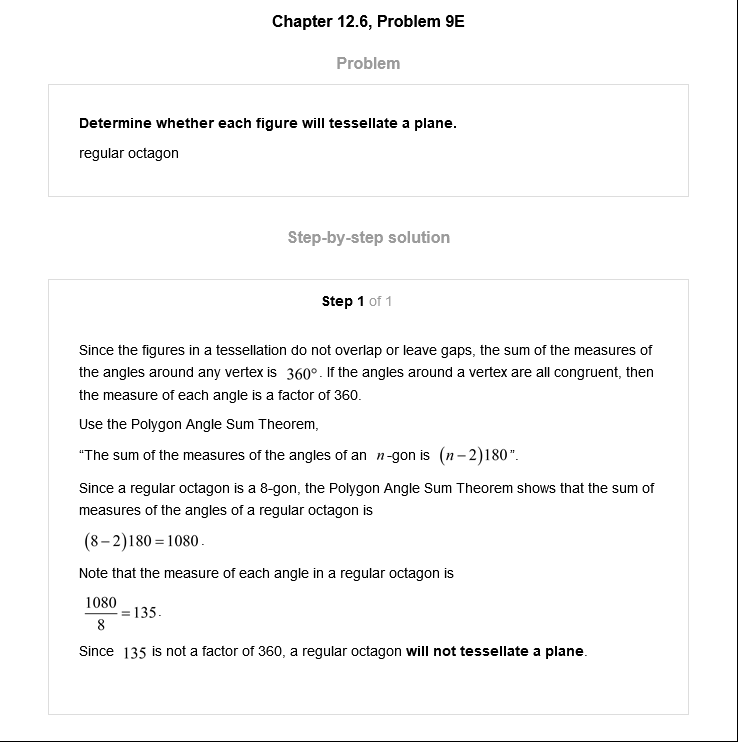 Chapter 12.6, Problem 9E
Problem
Determine whether each figure will tessellate a plane.
regular octagon
Step-by-step solution
Step 1 of 1
Since the figures in a tessellation do not overlap or leave gaps, the sum of the measures of
the angles around any vertex is 360°. If the angles around a vertex are all congruent, then
the measure of each angle is a factor of 360.
Use the Polygon Angle Sum Theorem,
“The sum of the measures of the angles of an n-gon is (n−2)180”.
Since a regular octagon is a 8-gon, the Polygon Angle Sum Theorem shows that the sum of
measures of the angles of a regular octagon is
(8−2)180=1080.
Note that the measure of each angle in a regular octagon is
1080
8
=135.
Since 135 is not a factor of 360, a regular octagon will not tessellate a plane.